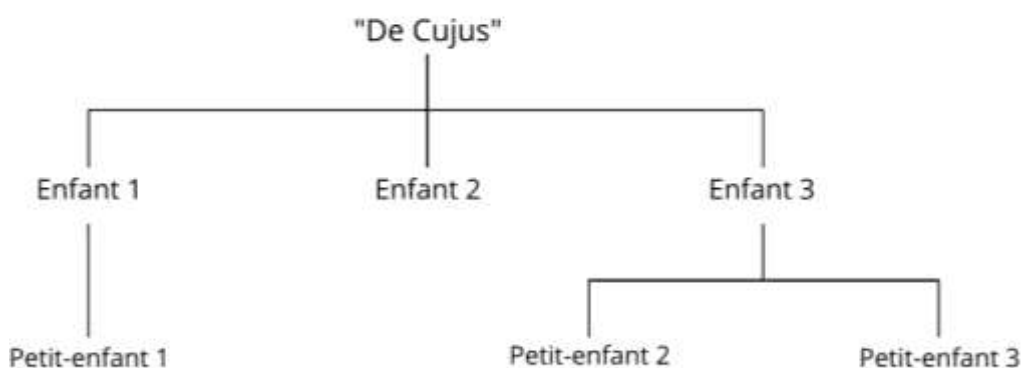 "De Cujus"
Enfant 1
Enfant 2
Enfant 3
Petit-enfant 1
Petit-enfant 2
Petit-enfant 3